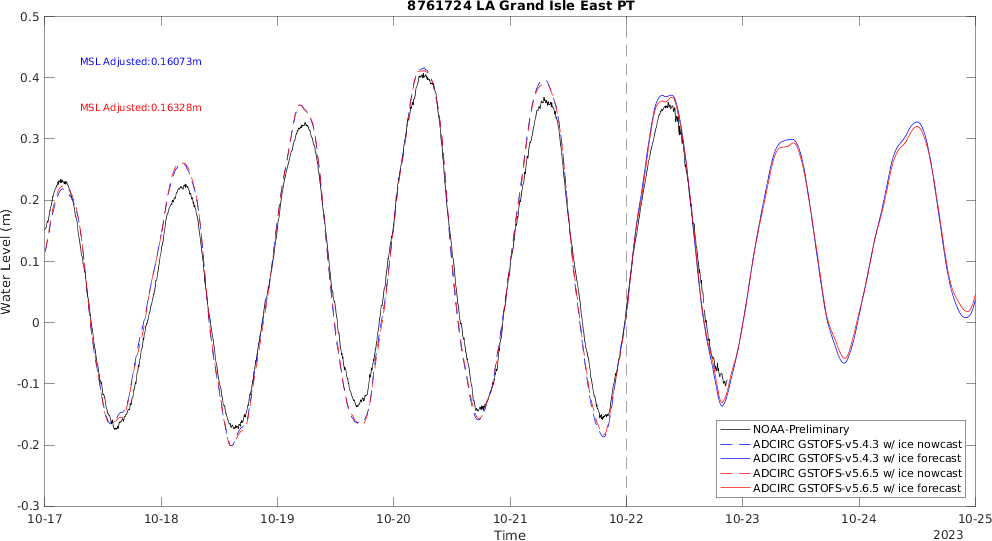 8761724 LA Grand Isle East PT
0.5
0.4
0.3
0.2
0.1
0
-0.1
-0.2
-0.3
Water Level (m)
MSL Adjusted:0.16073m
MSL Adjusted:0.16328m
NOAA-Preliminary
ADCIRC GSTOFS-v5.4.3 w/ ice nowcast
ADCIRC GSTOFS-v5.4.3 w/ ice forecast
ADCIRC GSTOFS-v5.6.5 w/ ice nowcast
ADCIRC GSTOFS-v5.6.5 w/ ice forecast
10-17 10-18 10-19 10-20 10-21 10-22 10-23 10-24 10-25
Time
2023